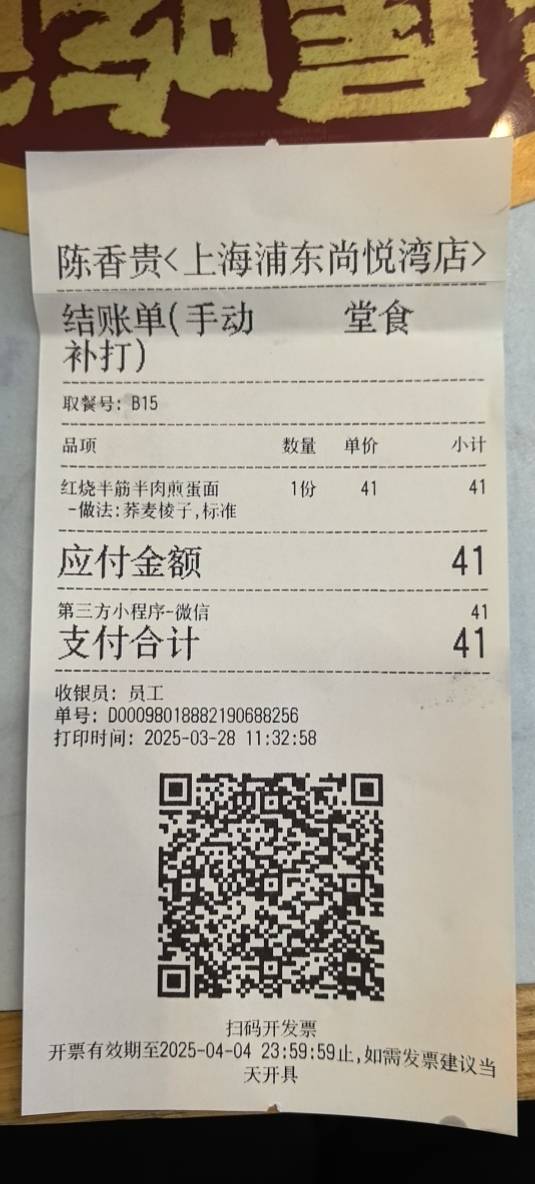 陈香贵<上海浦东尚悦湾店>
结账单(手动 堂食
补打)
取餐号: B15
品项 数量 单价 小计
红烧半筋半肉煎蛋面 1份 41 41
-做法:荞麦棱子,标准
应付金额 41
第三方小程序-微信 41
支付合计 41
收银员: 员工
单号: D00098018882190688256
打印时间: 2025-03-28 11:32:58
扫码开发票
开票有效期至2025-04-04 23:59:59止,如需发票建议当
天开具